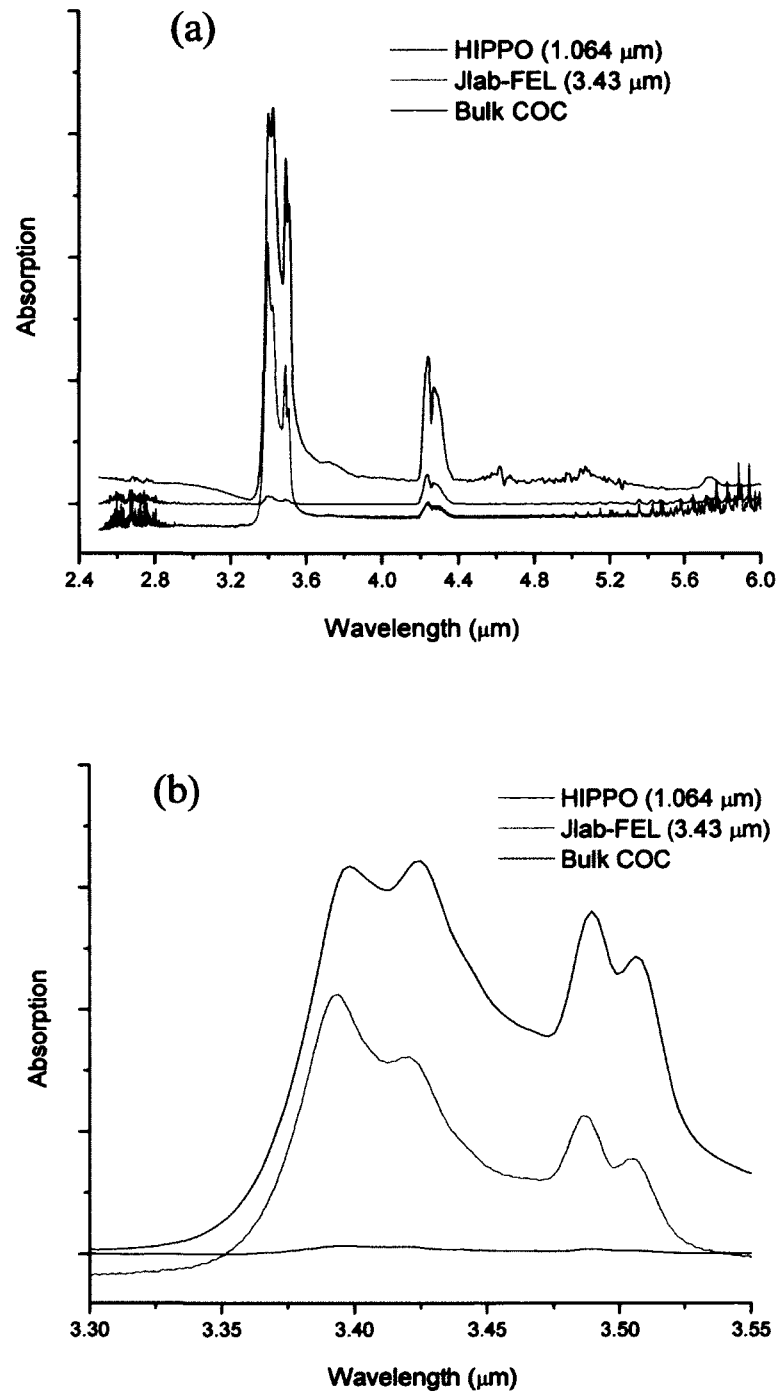 (a)
HIPPO (1.064 μm)
Jlab-FEL (3.43 μm)
Bulk COC
Absorption
2.4 2.8 3.2 3.6 4.0 4.4 4.8 5.2 5.6 6.0
Wavelength (μm)
(b)
HIPPO (1.064 μm)
Jlab-FEL (3.43 μm)
Bulk COC
Absorption
3.30 3.35 3.40 3.45 3.50 3.55
Wavelength (μm)